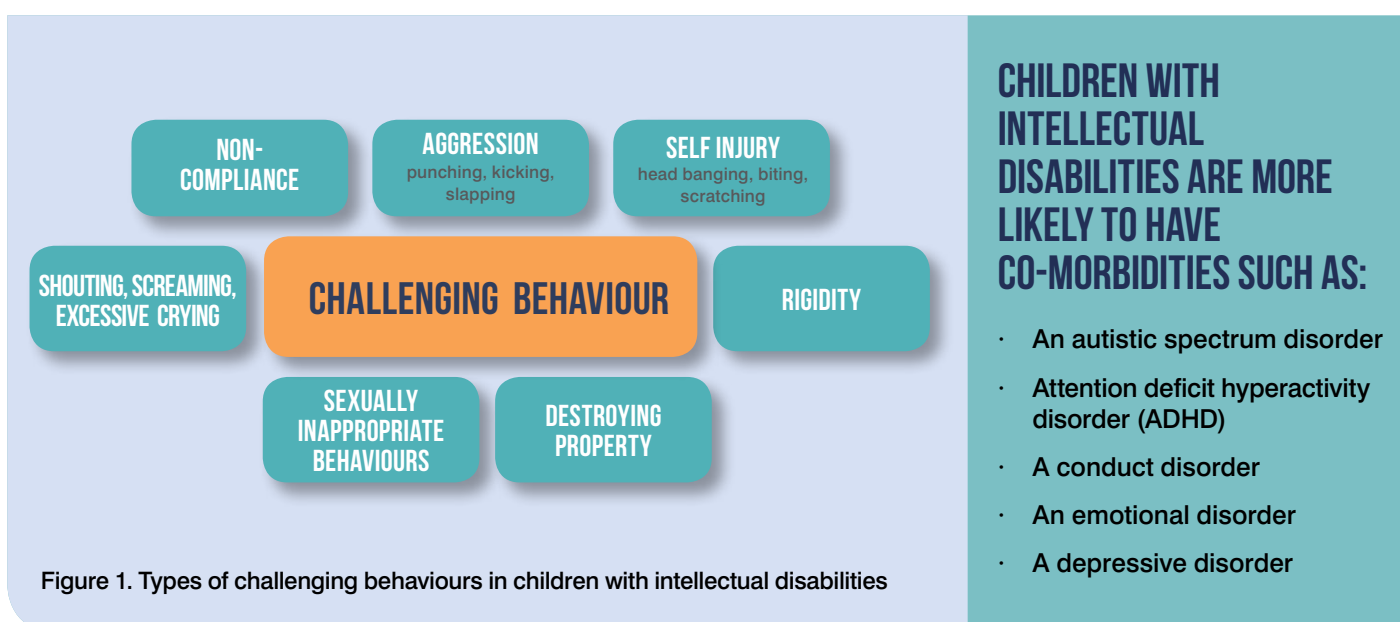 NON-
COMPLIANCE
AGGRESSION
punching, kicking,
slapping
SELF INJURY
head banging, biting,
scratching
SHOUTING, SCREAMING,
EXCESSIVE CRYING
CHALLENGING BEHAVIOUR
RIGIDITY
SEXUALLY
INAPPROPRIATE
BEHAVIOURS
DESTROYING
PROPERTY
Figure 1. Types of challenging behaviours in children with intellectual disabilities
CHILDREN WITH
INTELLECTUAL
DISABILITIES ARE MORE
LIKELY TO HAVE
CO-MORBIDITIES SUCH AS:
· An autistic spectrum disorder
· Attention deficit hyperactivity
disorder (ADHD)
· A conduct disorder
· An emotional disorder
· A depressive disorder